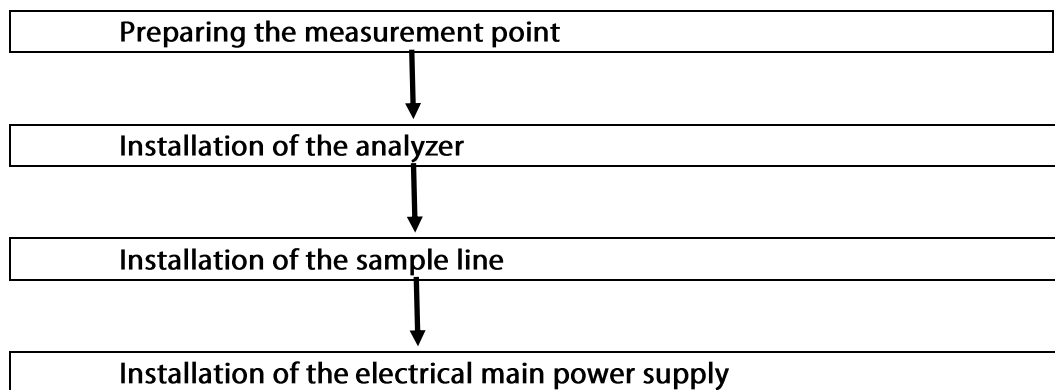 Preparing the measurement point
Installation of the analyzer
Installation of the sample line
Installation of the electrical main power supply